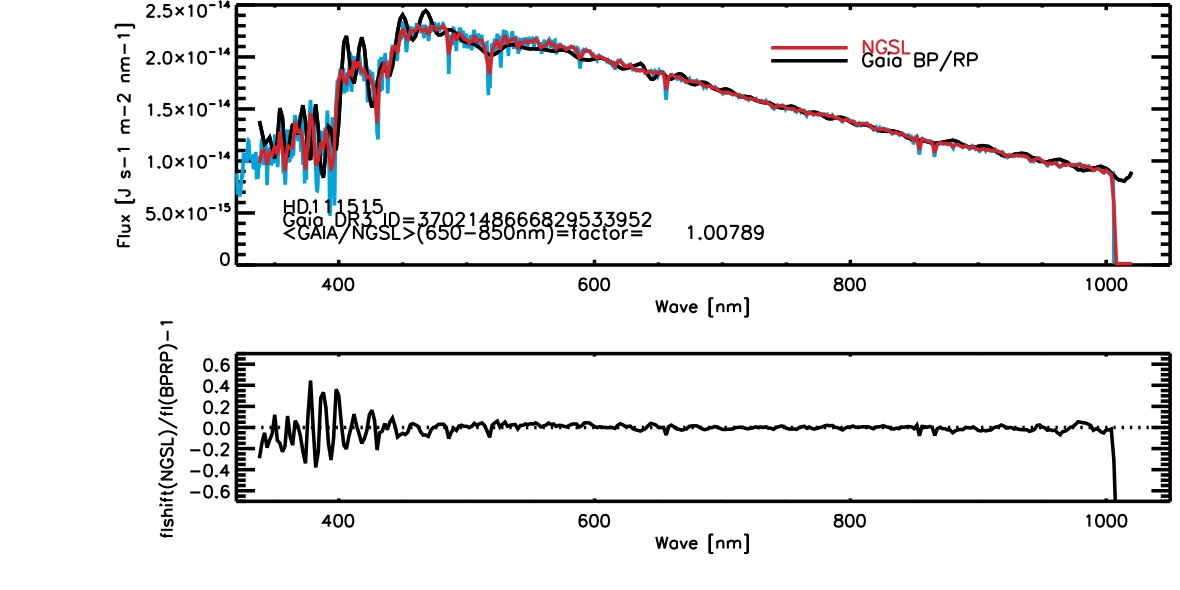 2.5×10−14
2.0×10−14
1.5×10−14
1.0×10−14
5.0×10−15
0
Flux [J s−1 m−2 nm−1]
NGSL
Gaia BP/RP
HD111515
Gaia DR3 ID=3702148666829533952
<GAIA/NGSL>(650−850nm)=factor= 1.00789
400 600 800 1000
Wave [nm]
0.6
0.4
0.2
0.0
−0.2
−0.4
−0.6
flshift(NGSL)/fl(BPRP)−1
400 600 800 1000
Wave [nm]